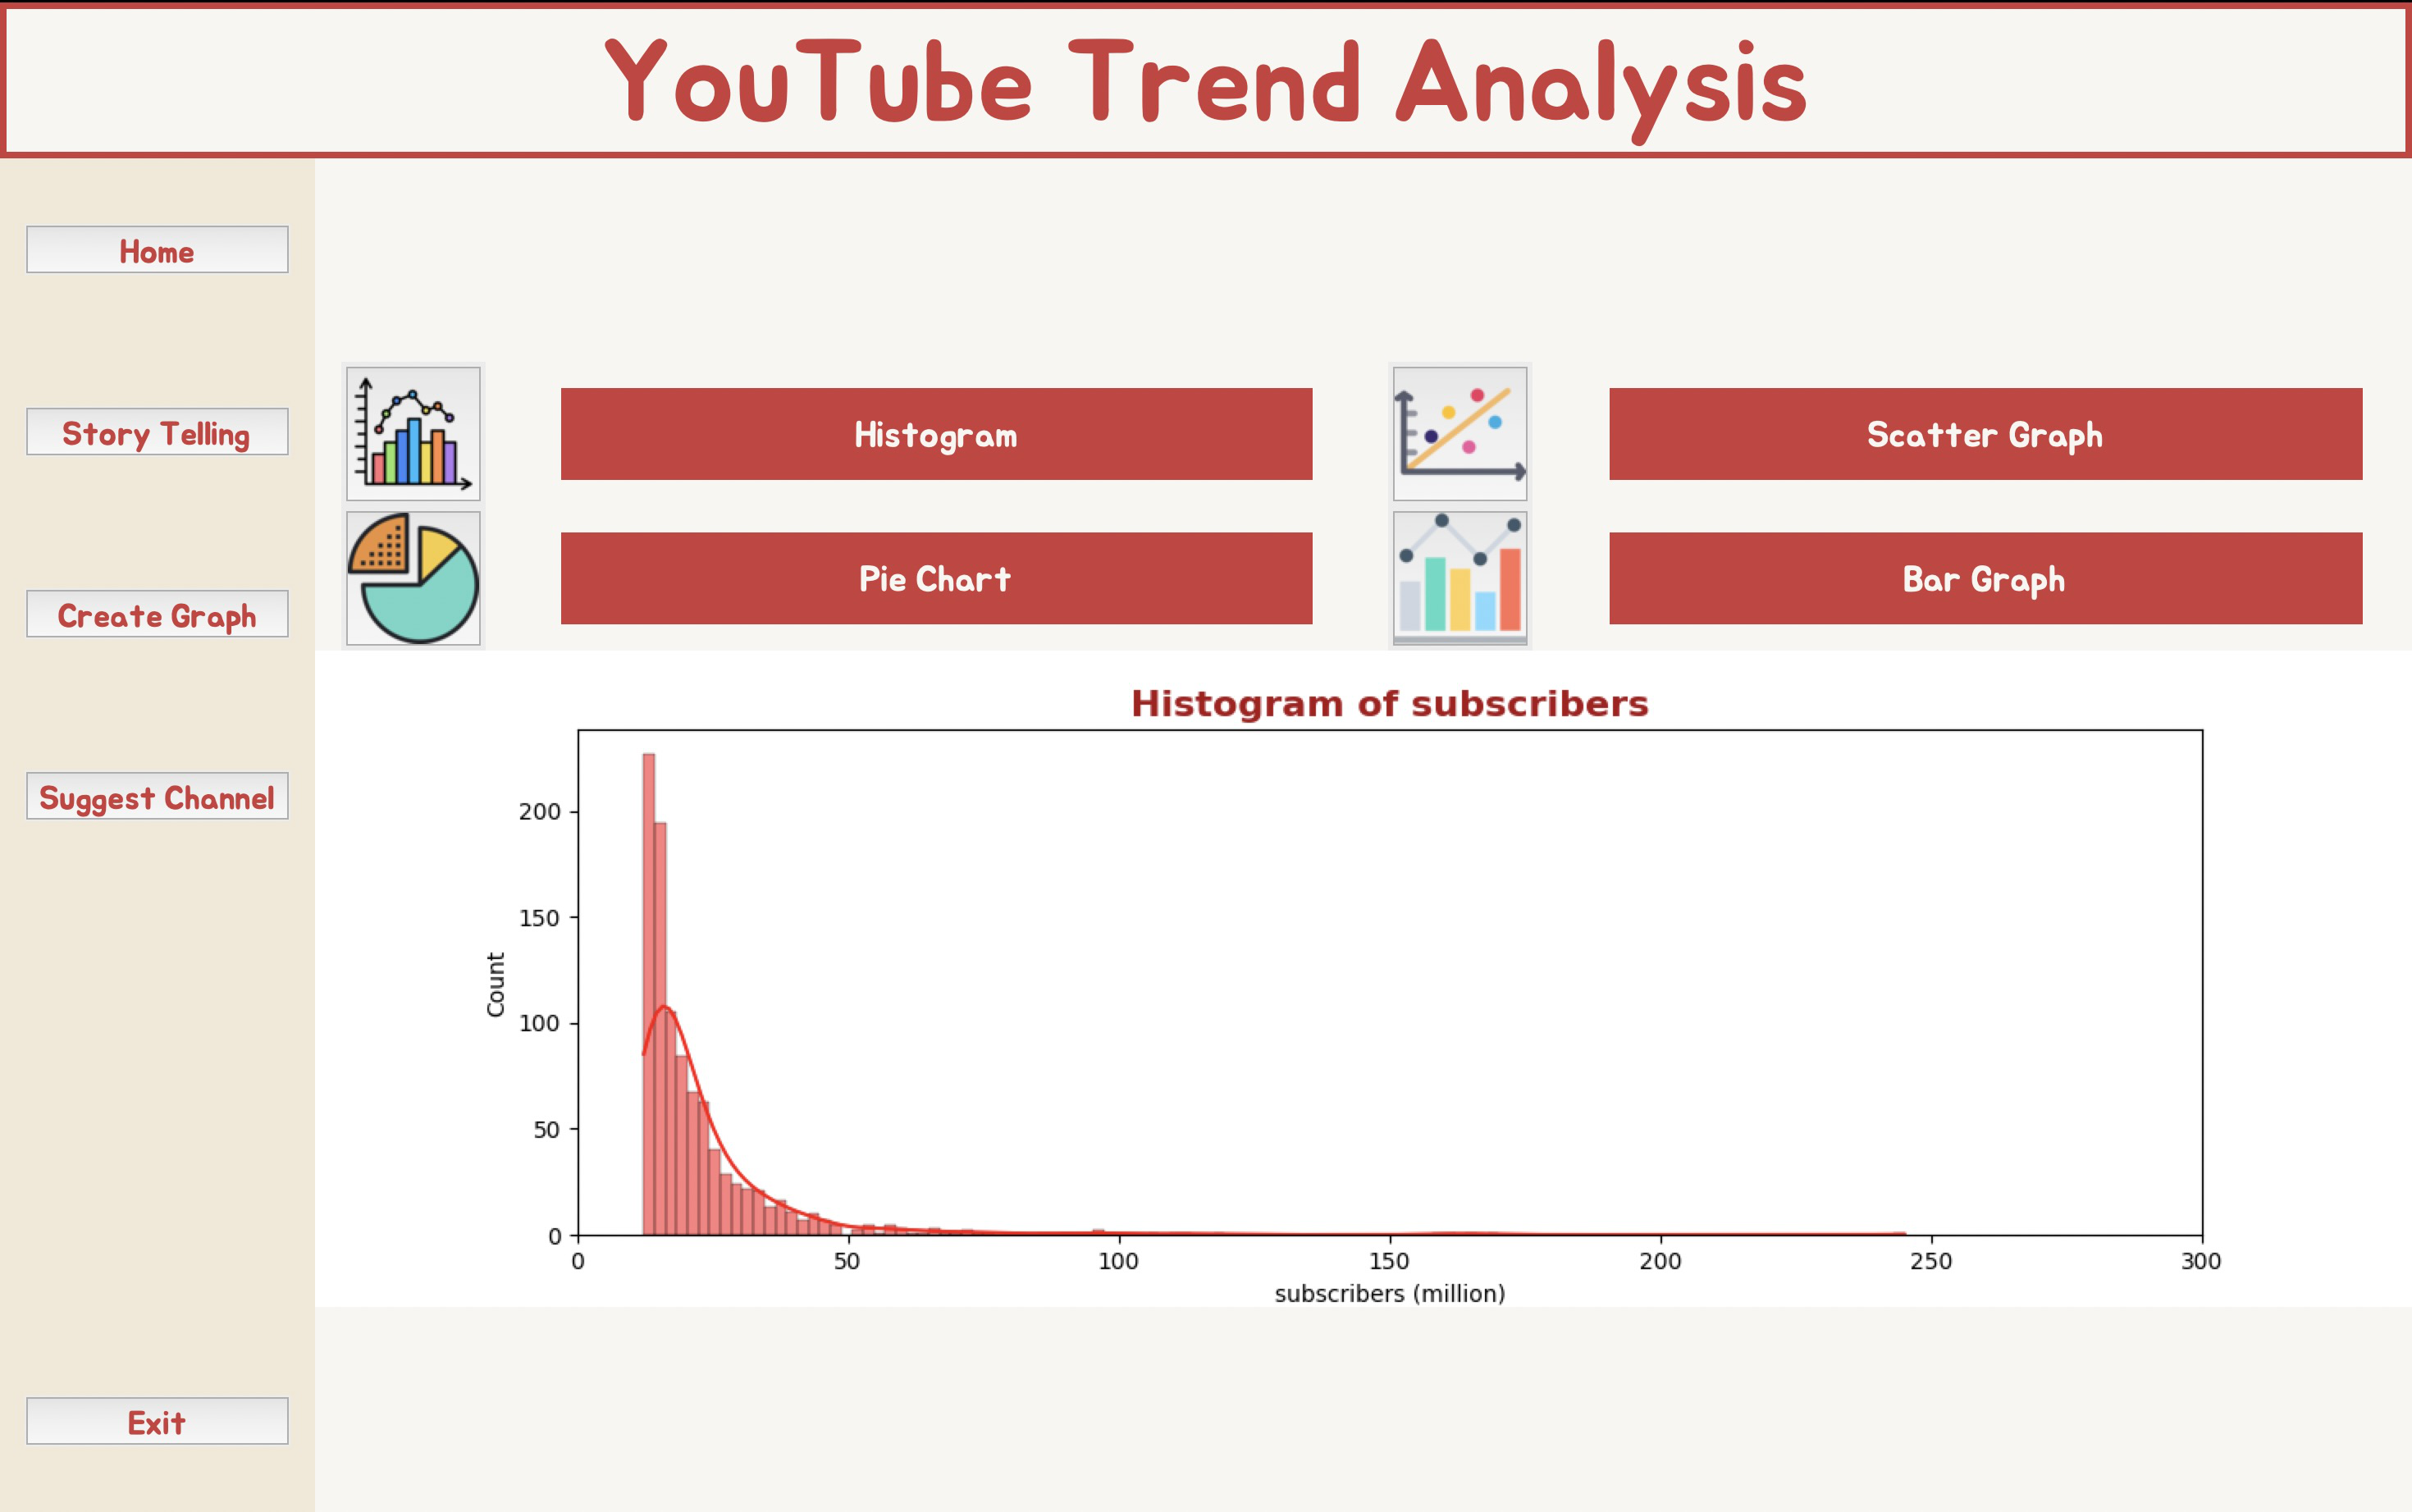 YouTube Trend Analysis
Home
Story Telling
Create Graph
Suggest Channel
Exit
Histogram
Scatter Graph
Pie Chart
Bar Graph
Histogram of subscribers
Count
200
150
100
50
0
0 50 100 150 200 250 300
subscribers (million)